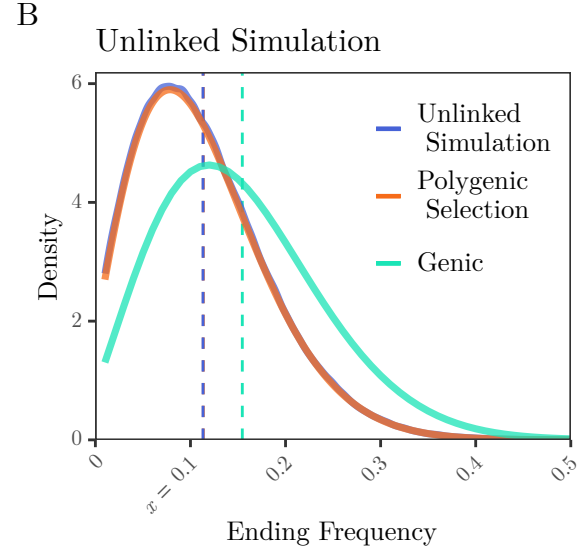 B
Unlinked Simulation
Density
6
4
2
0
Unlinked
Simulation
Polygenic
Selection
Genic
0
x = 0.1
0.2
0.3
0.4
0.5
Ending Frequency